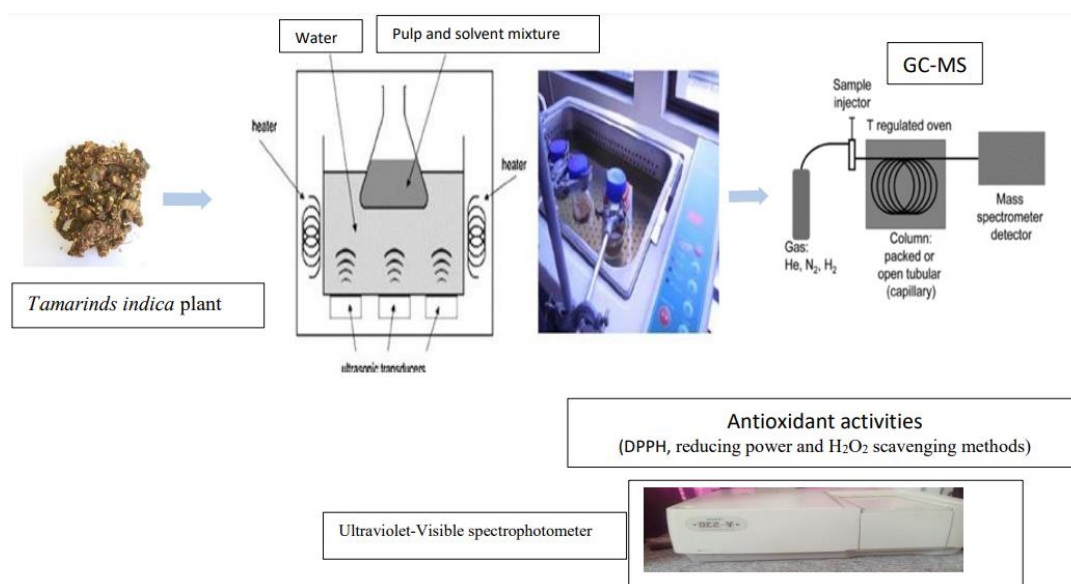 Water
Pulp and solvent mixture
GC-MS
heater
heater
Sample
injector
T regulated oven
Gas:
He, N₂, H₂
Column:
packed or
open tubular
(capillary)
Mass
spectrometer
detector
Tamarinds indica plant
ultrasonic transducers
Antioxidant activities
(DPPH, reducing power and H₂O₂ scavenging methods)
Ultraviolet-Visible spectrophotometer